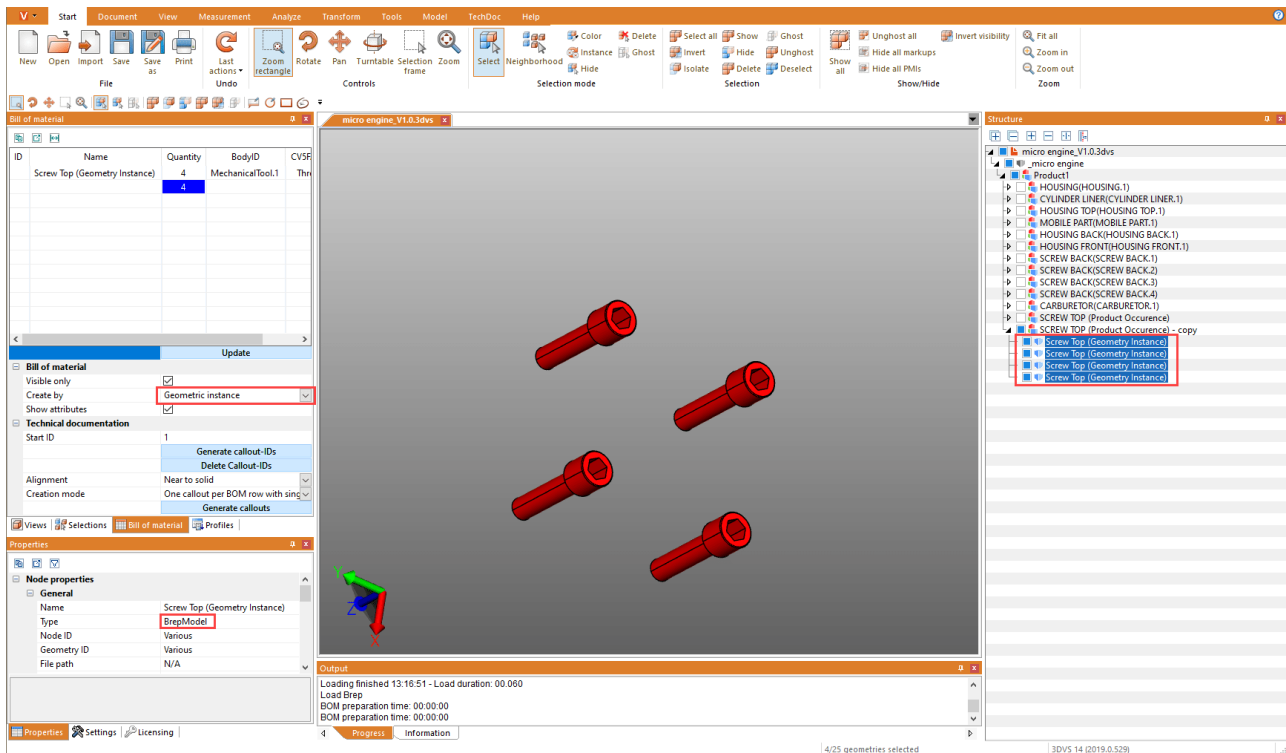 V Start Document View Measurement Analyze Transform Tools Model TechDoc Help
New Open Import Save Save as Print
File
Last actions
Undo
Zoom rectangle Rotate Pan Turntable Selection frame Zoom
Controls
Select Neighborhood Color Delete
Instance Ghost
Hide
Selection mode
Select all Show Ghost
Invert Hide Unghost
Isolate Delete Deselect
Selection
Show all Unghost all Invert visibility
Hide all markups
Hide all PMIs
Show/Hide
Fit all
Zoom in
Zoom out
Zoom
Bill of material
ID Name Quantity BodyID CV5F
Screw Top (Geometry Instance) 4 MechanicalTool.1 Thr
4
Update
Bill of material
Visible only
Create by Geometric instance
Show attributes
Technical documentation
Start ID 1
Generate callout-IDs
Delete Callout-IDs
Alignment Near to solid
Creation mode One callout per BOM row with sing
Generate callouts
Views Selections Bill of material Profiles
Properties
Node properties
General
Name Screw Top (Geometry Instance)
Type BrepModel
Node ID Various
Geometry ID Various
File path N/A
Properties Settings Licensing
micro engine_V1.0.3dvs
Y
Z
X
Output
Loading finished 13:16:51 - Load duration: 00.060
Load Brep
BOM preparation time: 00:00:00
BOM preparation time: 00:00:00
Progress Information
Structure
micro engine_V1.0.3dvs
_micro engine
Product1
HOUSING(HOUSING.1)
CYLINDER LINER(CYLINDER LINER.1)
HOUSING TOP(HOUSING TOP.1)
MOBILE PART(MOBILE PART.1)
HOUSING BACK(HOUSING BACK.1)
HOUSING FRONT(HOUSING FRONT.1)
SCREW BACK(SCREW BACK.1)
SCREW BACK(SCREW BACK.2)
SCREW BACK(SCREW BACK.3)
SCREW BACK(SCREW BACK.4)
CARBURETOR(CARBURETOR.1)
SCREW TOP (Product Occurence)
SCREW TOP (Product Occurence) - copy
Screw Top (Geometry Instance)
Screw Top (Geometry Instance)
Screw Top (Geometry Instance)
Screw Top (Geometry Instance)
4/25 geometries selected 3DVS 14 (2019.0.529)